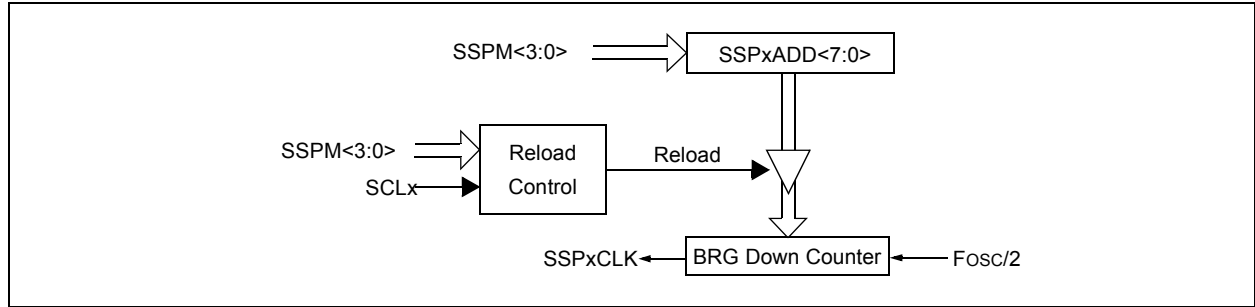 SSPM<3:0>
SSPxADD<7:0>
SSPM<3:0>
SCLx
Reload
Control
Reload
SSPxCLK
BRG Down Counter
FOSC/2